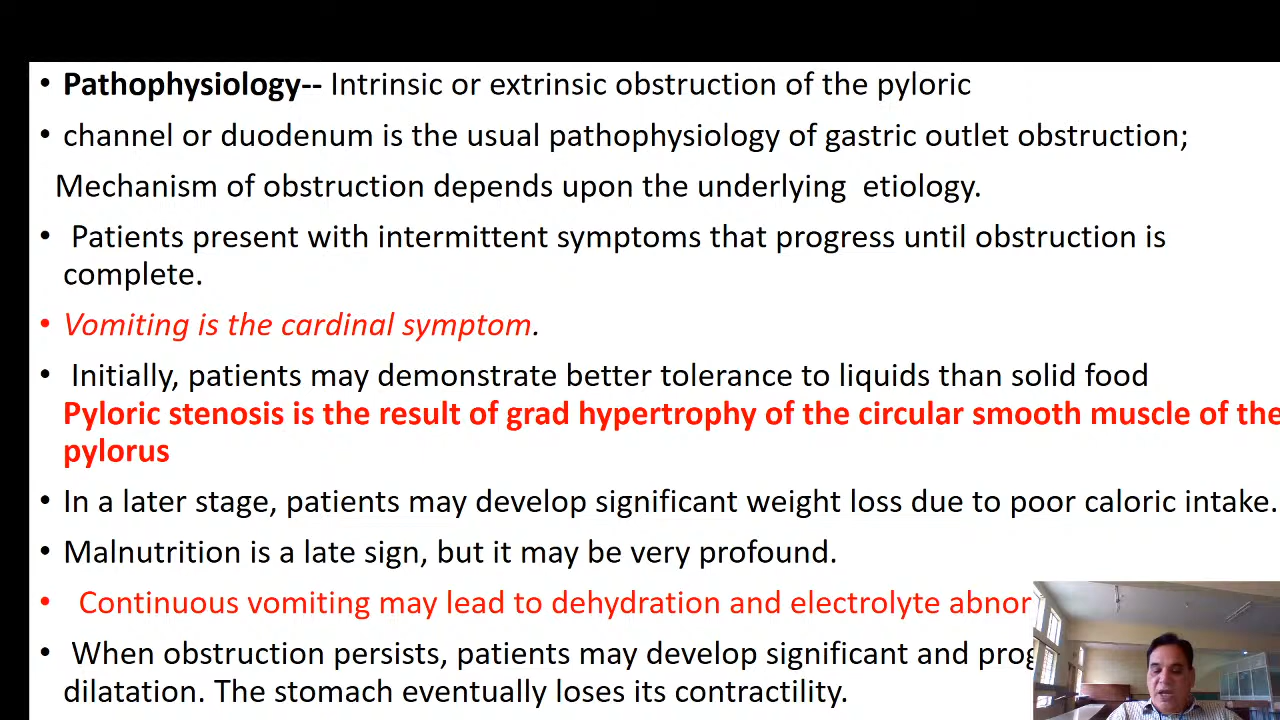 • Pathophysiology-- Intrinsic or extrinsic obstruction of the pyloric
• channel or duodenum is the usual pathophysiology of gastric outlet obstruction;
Mechanism of obstruction depends upon the underlying etiology.
• Patients present with intermittent symptoms that progress until obstruction is
complete.
• Vomiting is the cardinal symptom.
• Initially, patients may demonstrate better tolerance to liquids than solid food
Pyloric stenosis is the result of grad hypertrophy of the circular smooth muscle of the
pylorus
• In a later stage, patients may develop significant weight loss due to poor caloric intake.
• Malnutrition is a late sign, but it may be very profound.
• Continuous vomiting may lead to dehydration and electrolyte abnor
• When obstruction persists, patients may develop significant and prog
dilatation. The stomach eventually loses its contractility.